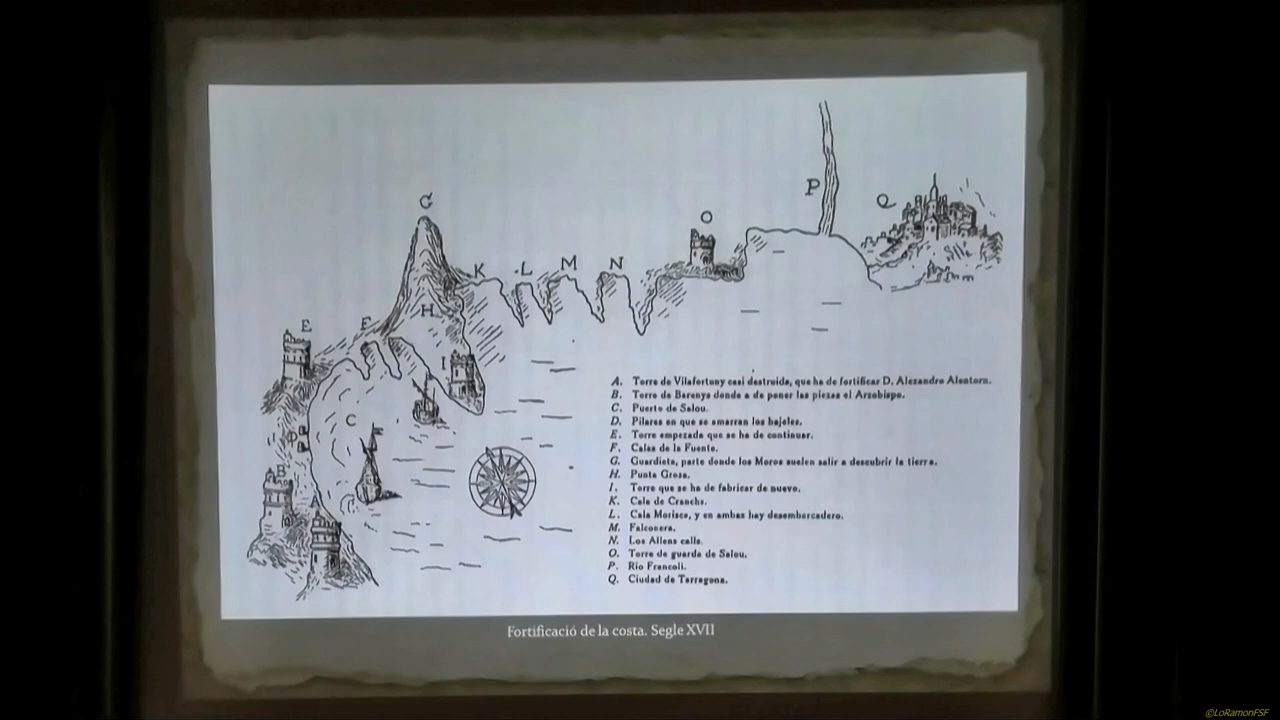 P
Q
O
G
K
L
M
N
H
E
F
I
C
D
B
A. Torre de Vilafortuny casi destruida, que ha de fortificar D. Alexandro Alentorn.
B. Torre de Barenys donde a de poner las piezas el Arzobispo.
C. Puerto de Salou.
D. Pilares en que se amarran los bajeles.
E. Torre empezada que se ha de continuar.
F. Calas de la Fuente.
G. Guardieta, parte donde los Moros suelen salir a descubrir la tierra.
H. Punta Grosa.
I. Torre que se ha de fabricar de nuevo.
K. Cala de Cranchs.
L. Cala Morisca, y en ambas hay desembarcadero.
M. Falconera.
N. Los Allens calls.
O. Torre de guarda de Salou.
P. Rio Francoli.
Q. Ciudad de Tarragona.
Fortificació de la costa. Segle XVII
©LoRamonFSF